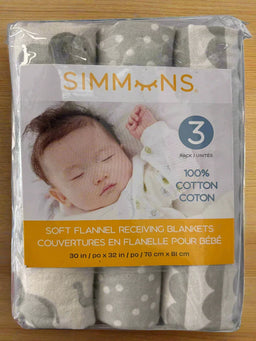 SIMMONS
3
PACK / UNITÉS
100%
COTTON
COTON
SOFT FLANNEL RECEIVING BLANKETS
COUVERTURES EN FLANELLE POUR BÉBÉ
30 in / po x 32 in / po / 76 cm x 81 cm